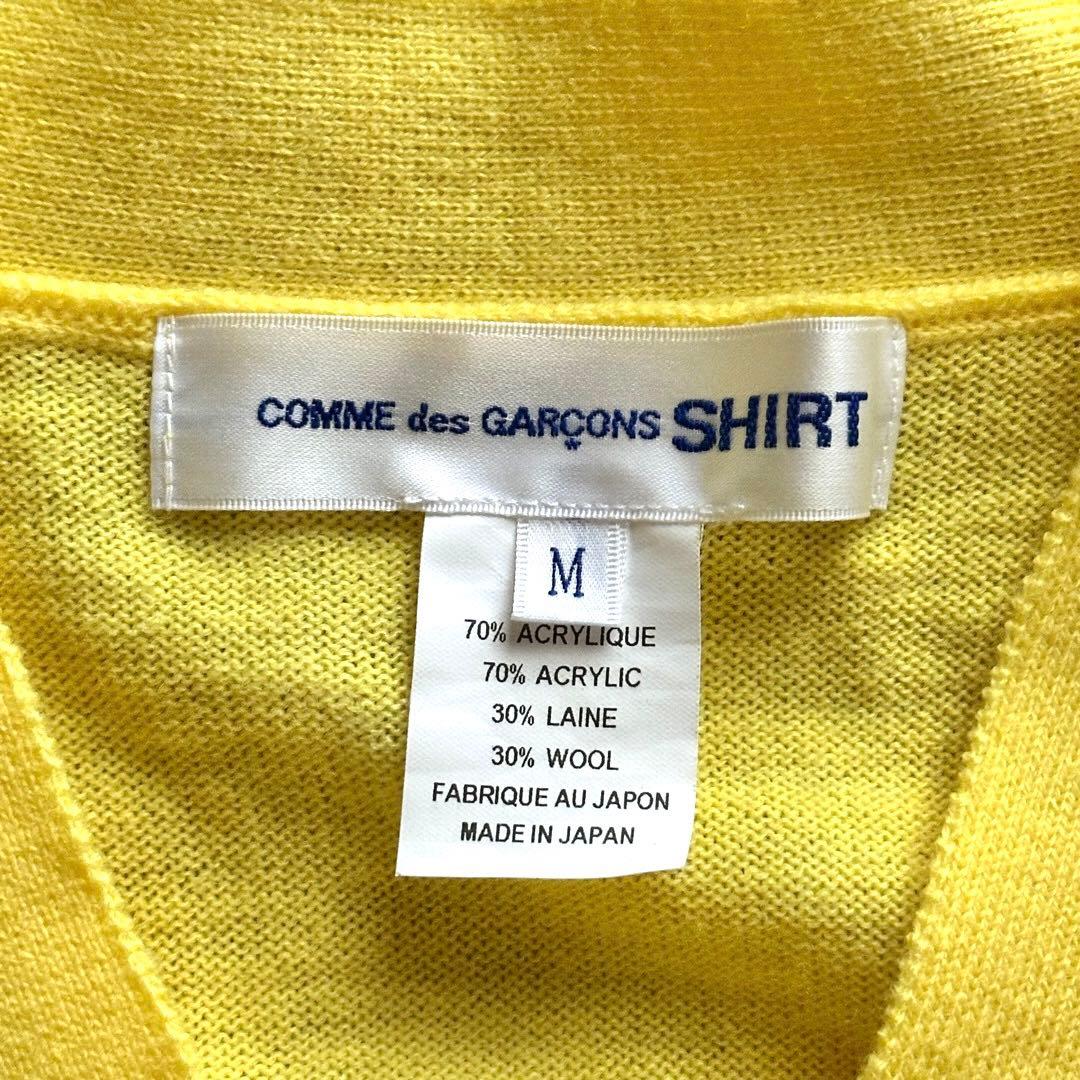 COMME des GARÇONS SHIRT
M
70% ACRYLIQUE
70% ACRYLIC
30% LAINE
30% WOOL
FABRIQUE AU JAPON
MADE IN JAPAN